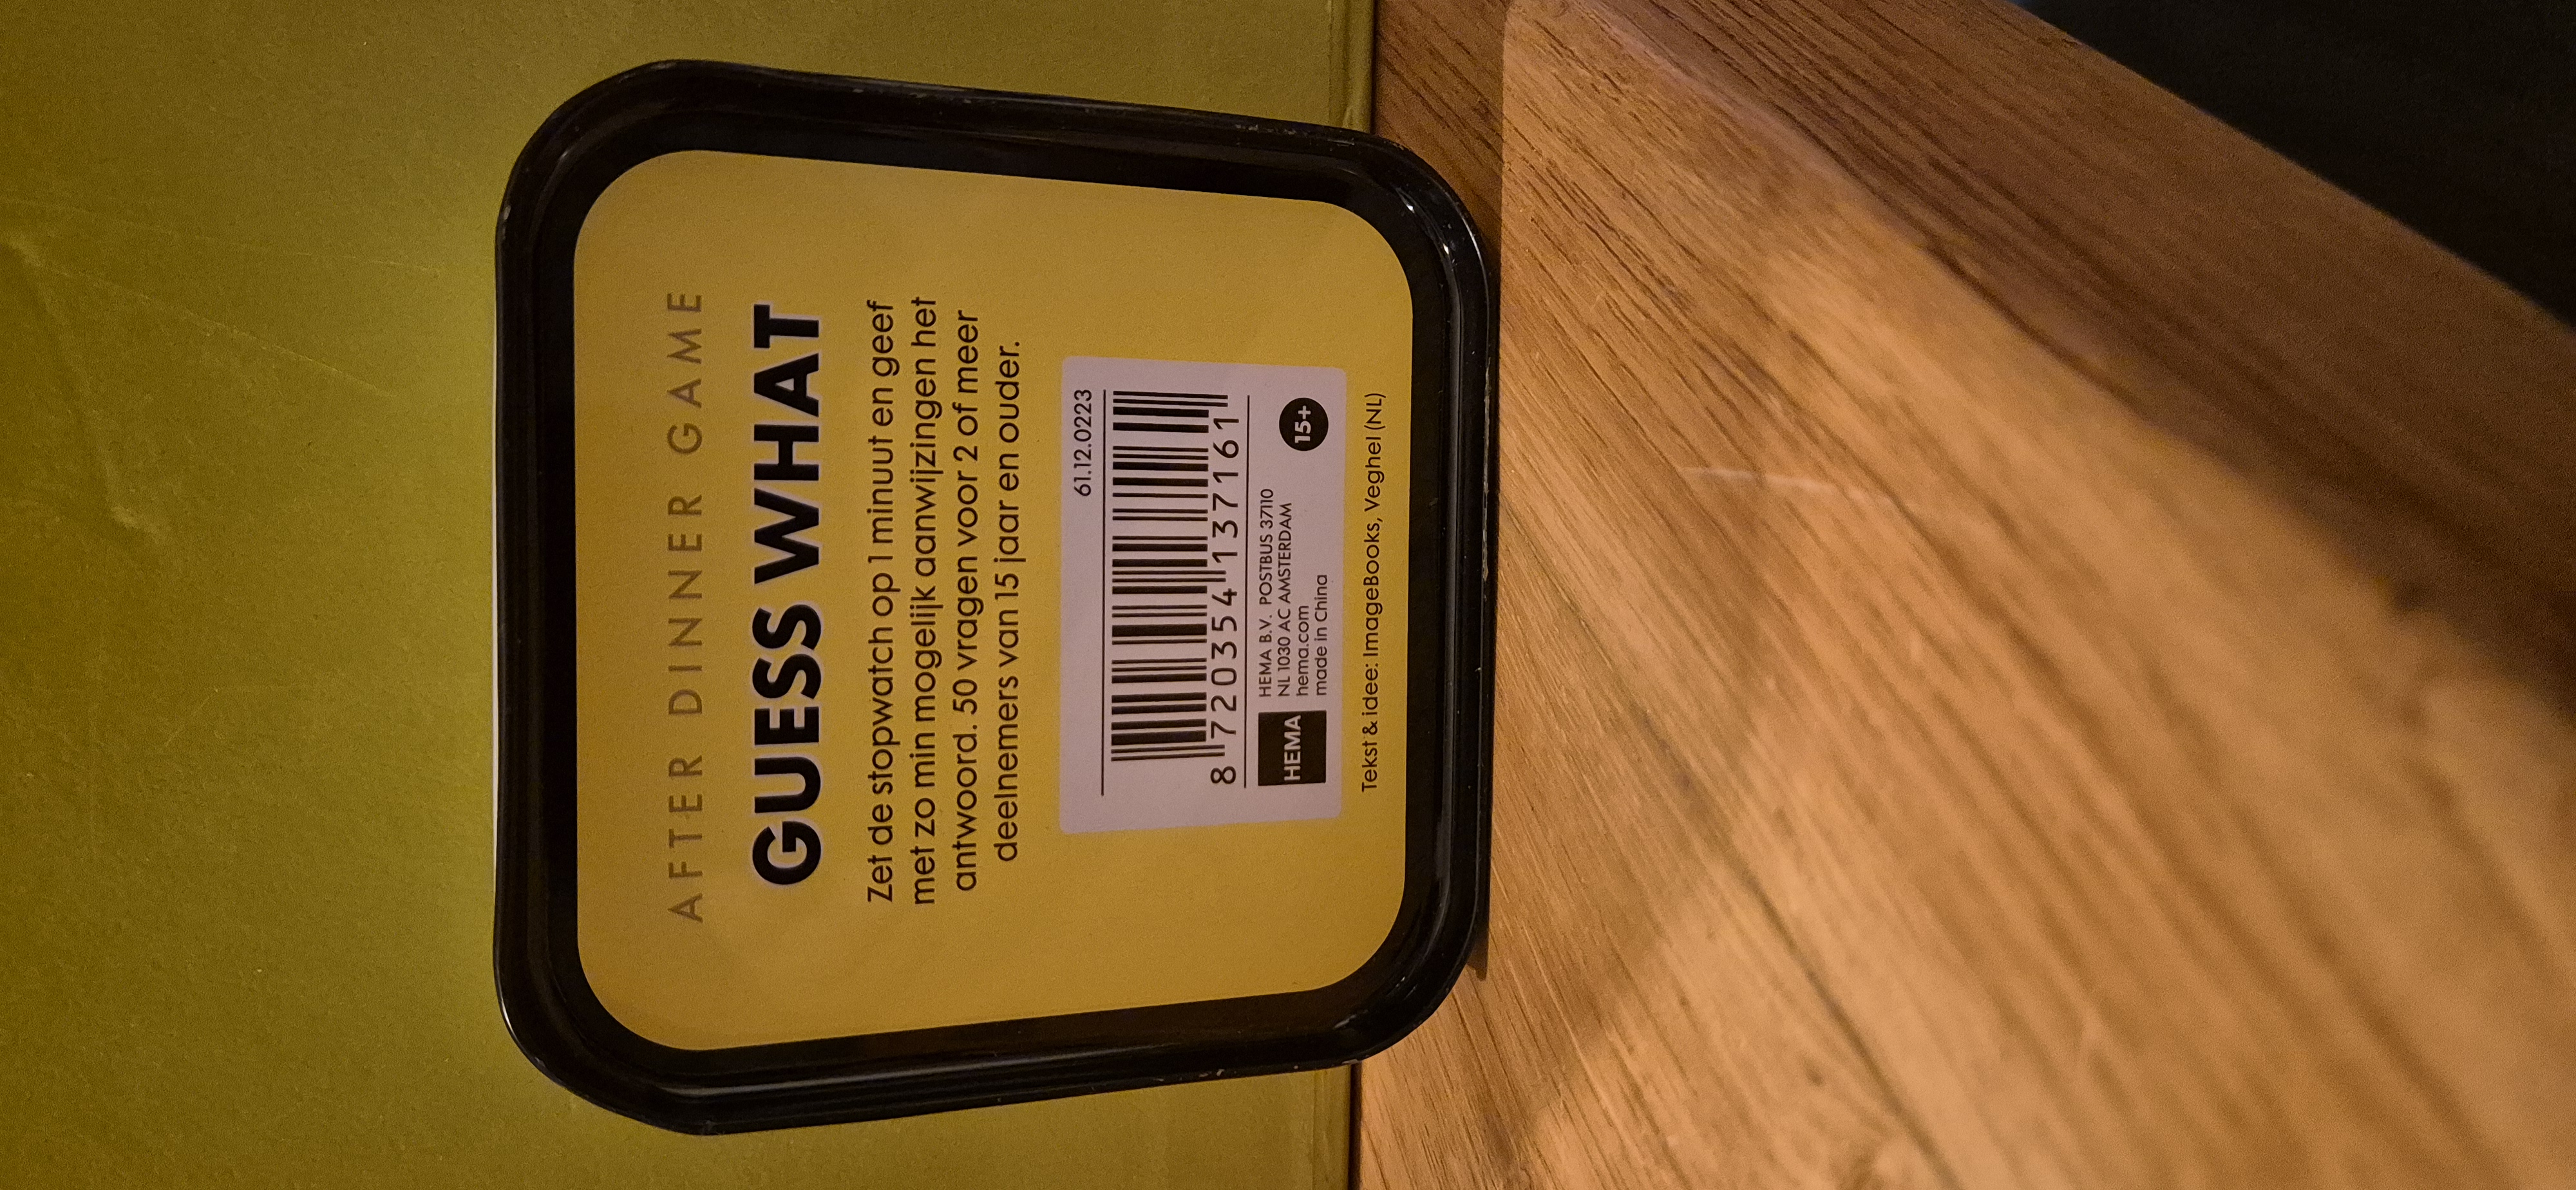 AFTER DINNER GAME
GUESS WHAT
Zet de stopwatch op 1 minuut en geef
met zo min mogelijk aanwijzingen het
antwoord. 50 vragen voor 2 of meer
deelnemers van 15 jaar en ouder.
61.12.0223
8 720354 137161
HEMA
HEMA B.V. POSTBUS 37110
NL 1030 AC AMSTERDAM
hema.com
made in China
15+
Tekst & idee: ImageBooks, Veghel (NL)